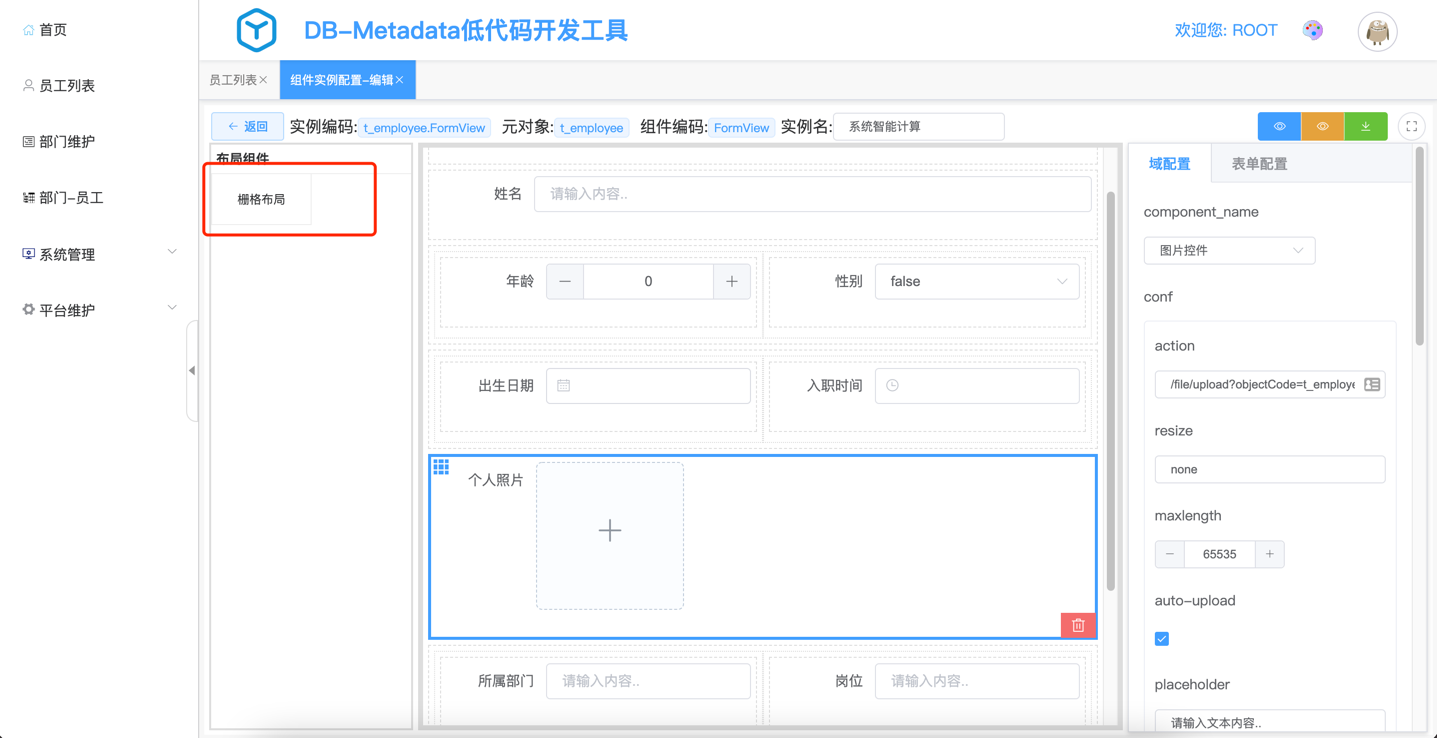 首页
员工列表
部门维护
部门-员工
系统管理
平台维护
DB-Metadata低代码开发工具
欢迎您: ROOT
员工列表
组件实例配置-编辑
返回 实例编码: t_employee.FormView 元对象: t_employee 组件编码: FormView 实例名: 系统智能计算
布局组件
栅格布局
姓名 请输入内容..
年龄 0 性别 false
出生日期 入职时间
个人照片
所属部门 请输入内容.. 岗位 请输入内容..
域配置 表单配置
component_name
图片控件
conf
action
/file/upload?objectCode=t_employe
resize
none
maxlength
65535
auto-upload
placeholder
请输入文本内容..